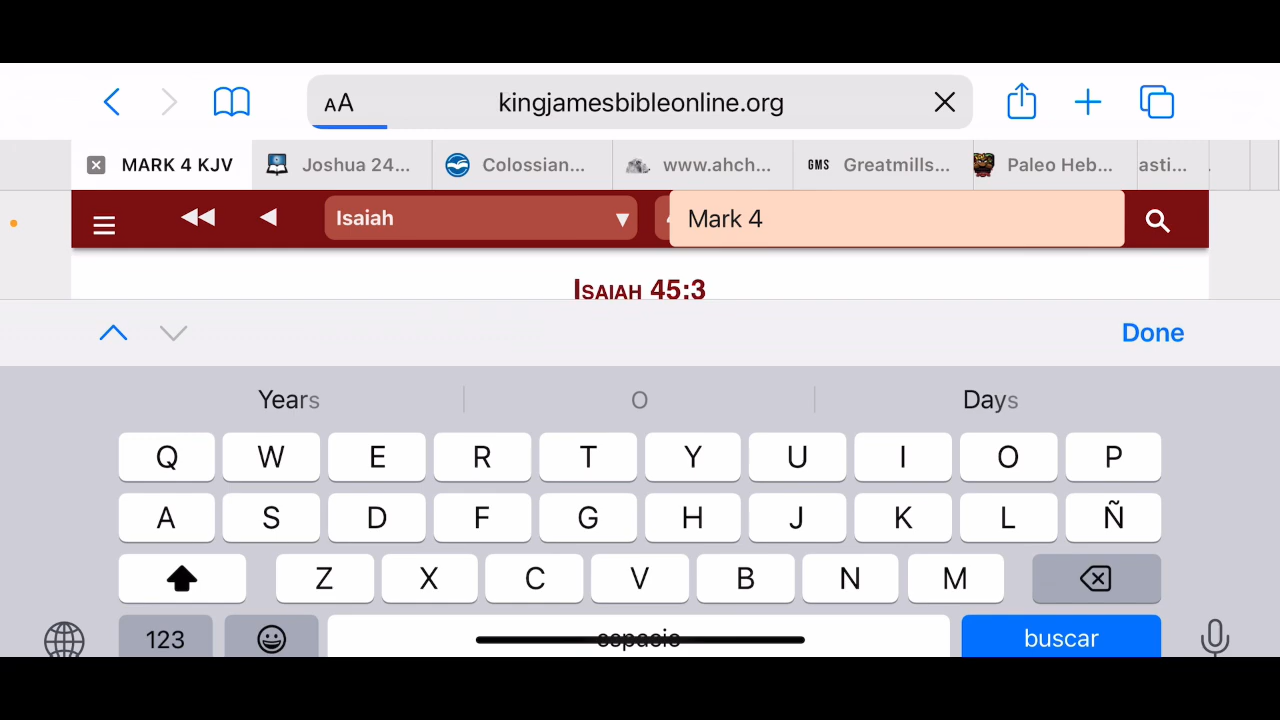 AA kingjamesbibleonline.org
MARK 4 KJV Joshua 24... Colossian... www.ahch... GMS Greatmills... Paleo Heb... asti...
Isaiah Mark 4
ISAIAH 45:3
Done
Years O Days
Q W E R T Y U I O P
A S D F G H J K L Ñ
Z X C V B N M
123 espacio buscar